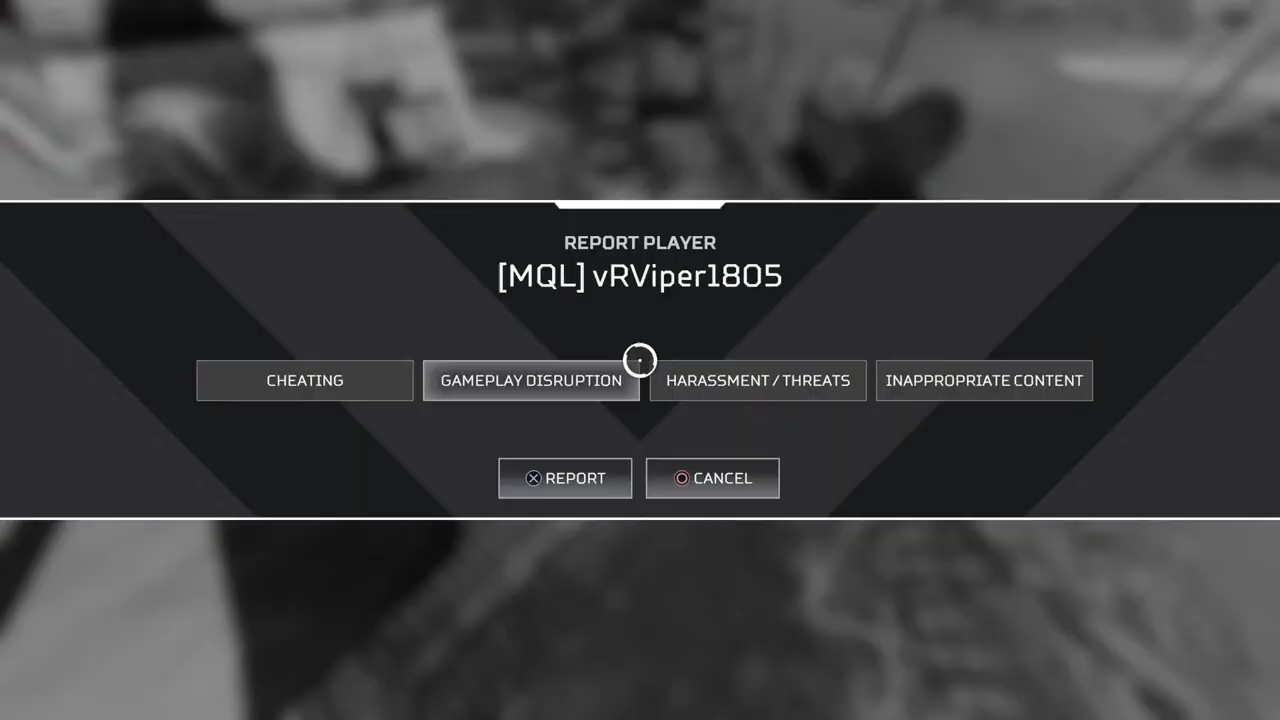 REPORT PLAYER
[MQL] vRViper1805
CHEATING
GAMEPLAY DISRUPTION
HARASSMENT / THREATS
INAPPROPRIATE CONTENT
REPORT
CANCEL